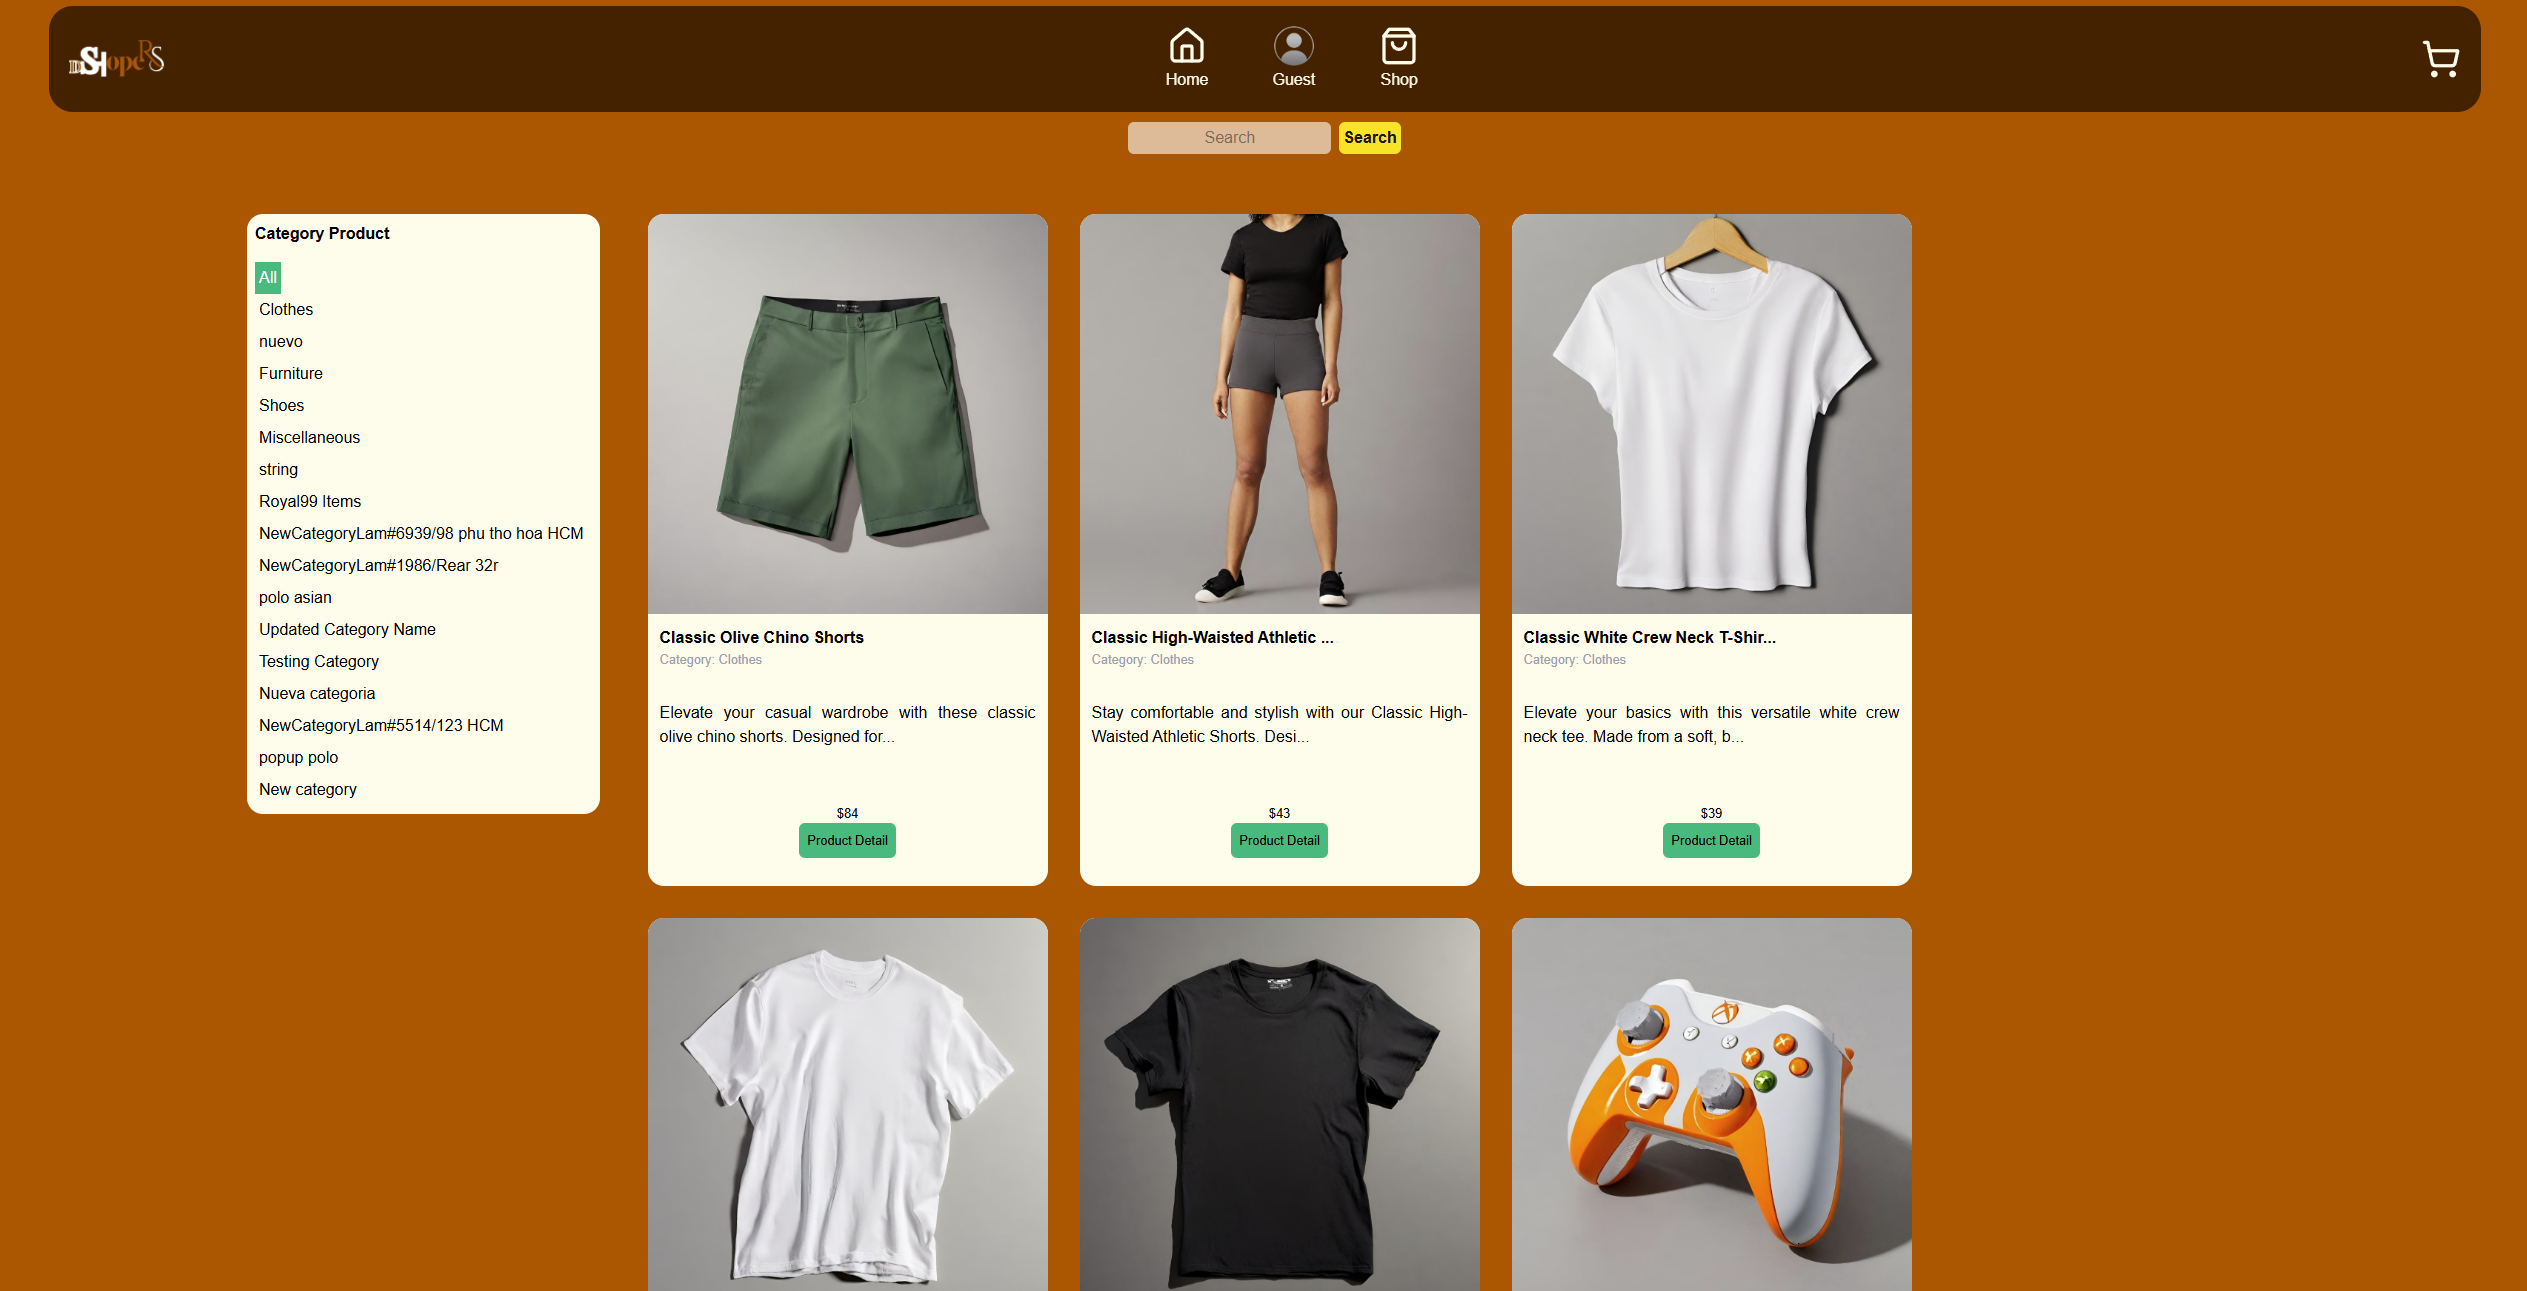 DShopeRS
Home
Guest
Shop
Search
Search
Category Product
All
Clothes
nuevo
Furniture
Shoes
Miscellaneous
string
Royal99 Items
NewCategoryLam#6939/98 phu tho hoa HCM
NewCategoryLam#1986/Rear 32r
polo asian
Updated Category Name
Testing Category
Nueva categoria
NewCategoryLam#5514/123 HCM
popup polo
New category
Classic Olive Chino Shorts
Category: Clothes
Elevate your casual wardrobe with these classic
olive chino shorts. Designed for...
$84
Product Detail
Classic High-Waisted Athletic ...
Category: Clothes
Stay comfortable and stylish with our Classic High-
Waisted Athletic Shorts. Desi...
$43
Product Detail
Classic White Crew Neck T-Shir...
Category: Clothes
Elevate your basics with this versatile white crew
neck tee. Made from a soft, b...
$39
Product Detail